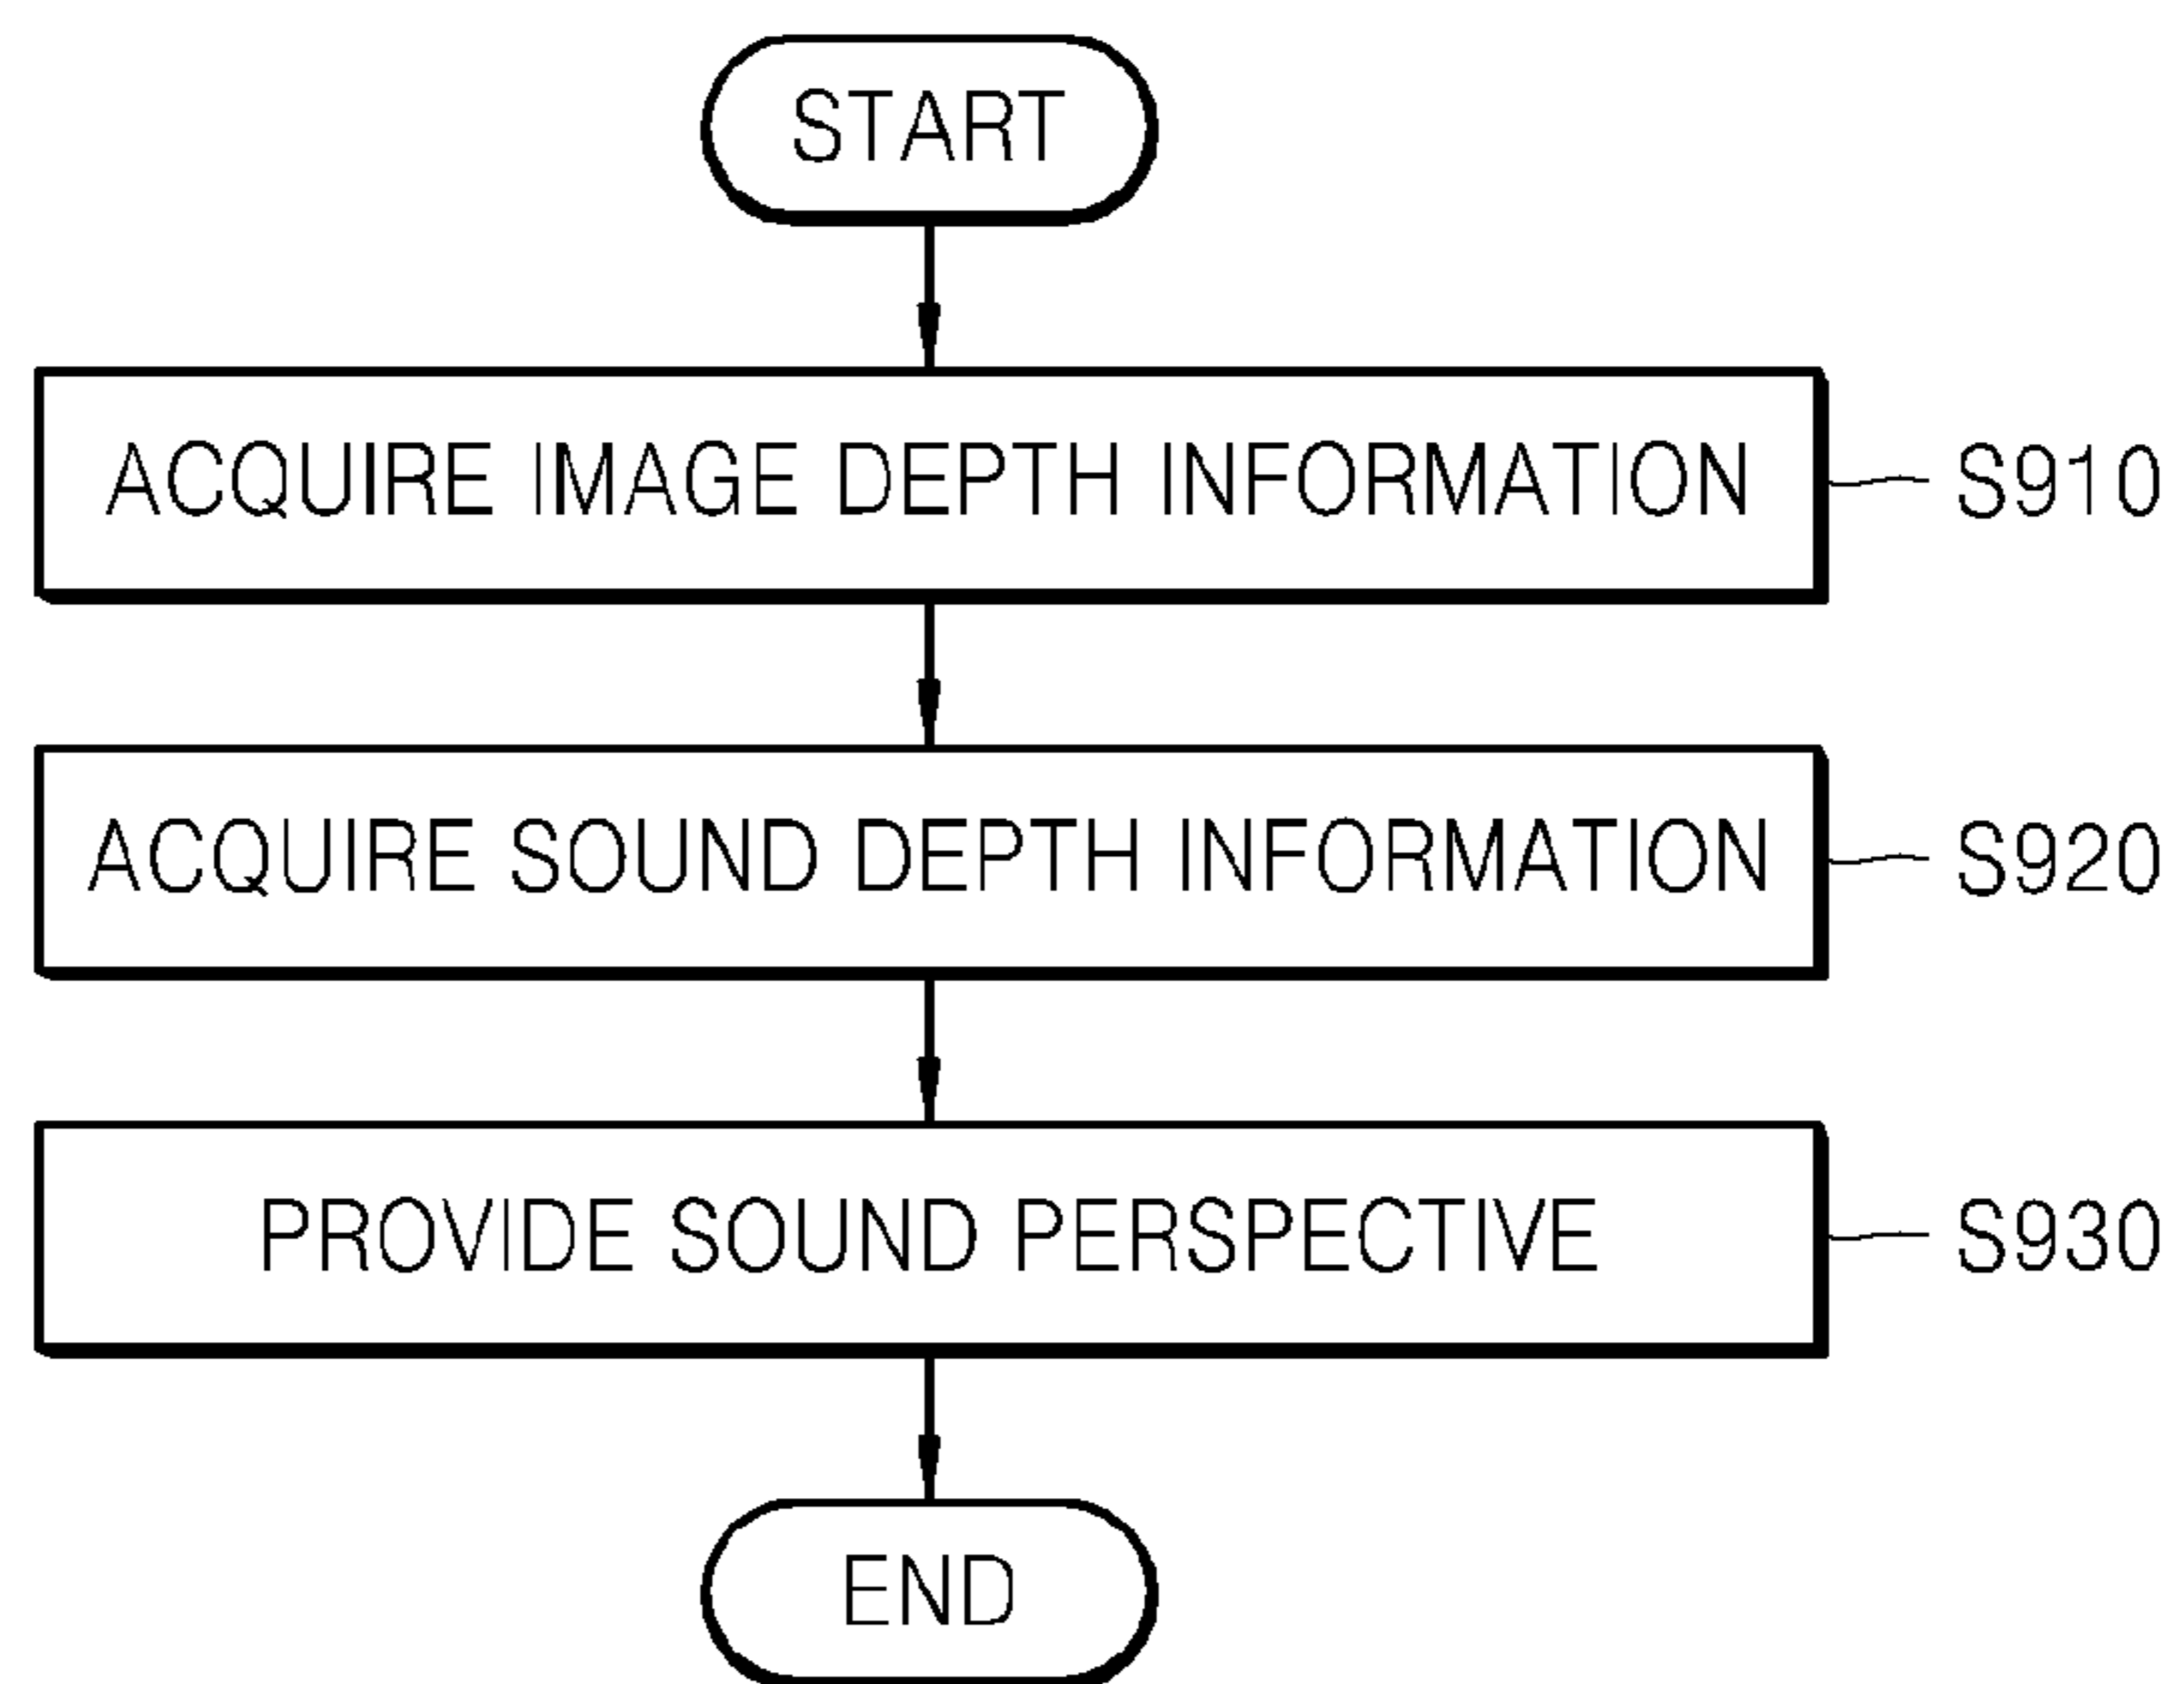 START
ACQUIRE IMAGE DEPTH INFORMATION S910
ACQUIRE SOUND DEPTH INFORMATION S920
PROVIDE SOUND PERSPECTIVE S930
END